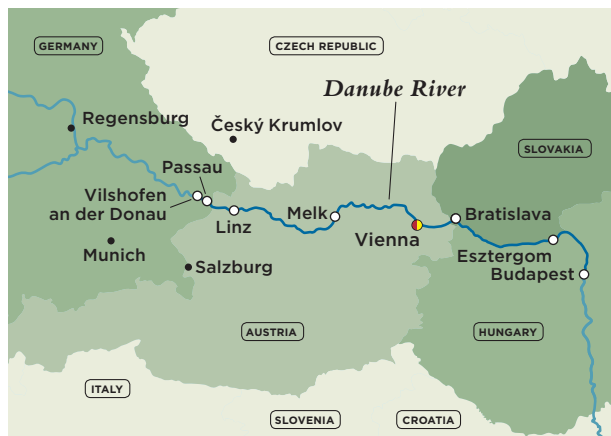 GERMANY
CZECH REPUBLIC
Danube River
Regensburg
Český Krumlov
SLOVAKIA
Passau
Vilshofen
an der Donau
Linz
Melk
Vienna
Bratislava
Munich
Salzburg
Esztergom
Budapest
AUSTRIA
HUNGARY
ITALY
SLOVENIA
CROATIA